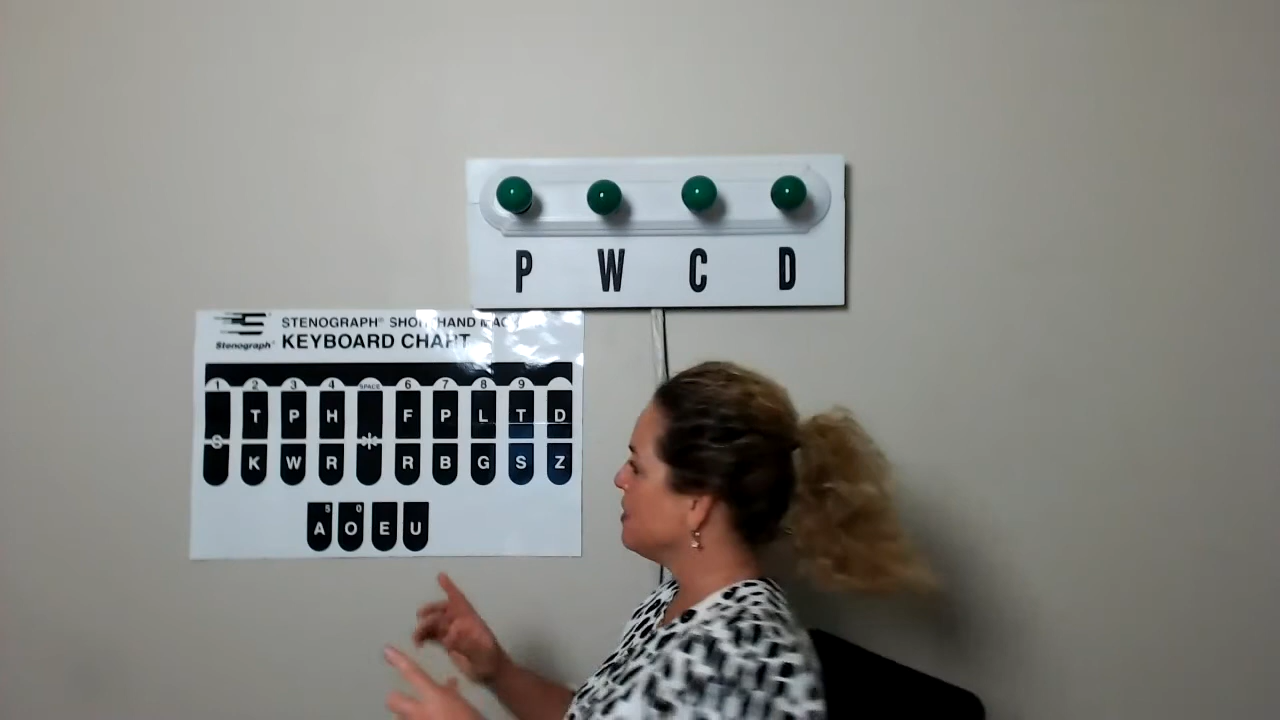 P W C D
STENOGRAPH® SHORTHAND MAC
KEYBOARD CHART
Stenograph®
1 2 3 4 SPACE 6 7 8 9
T P H F P L T D
S *
K W R R B G S Z
5 0
A O E U